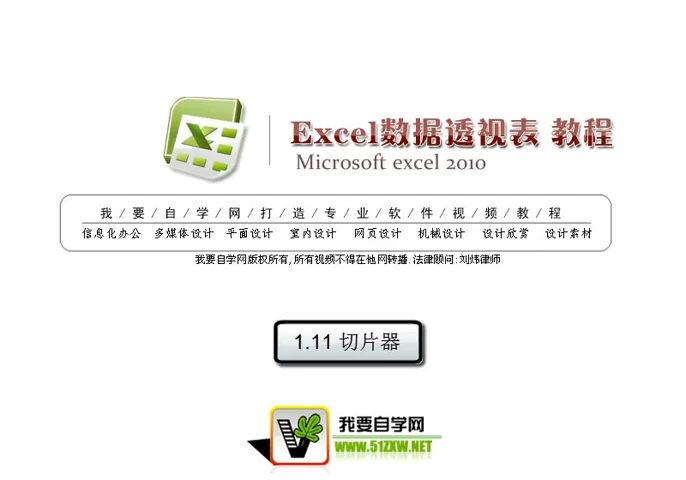 Excel数据透视表 教程
Microsoft excel 2010
我 / 要 / 自 / 学 / 网 / 打 / 造 / 专 / 业 / 软 / 件 / 视 / 频 / 教 / 程
信息化办公 多媒体设计 平面设计 室内设计 网页设计 机械设计 设计欣赏 设计素材
我要自学网版权所有, 所有视频不得在他网转播. 法律顾问: 刘炜律师
1.11 切片器
我要自学网
WWW.51ZXW.NET